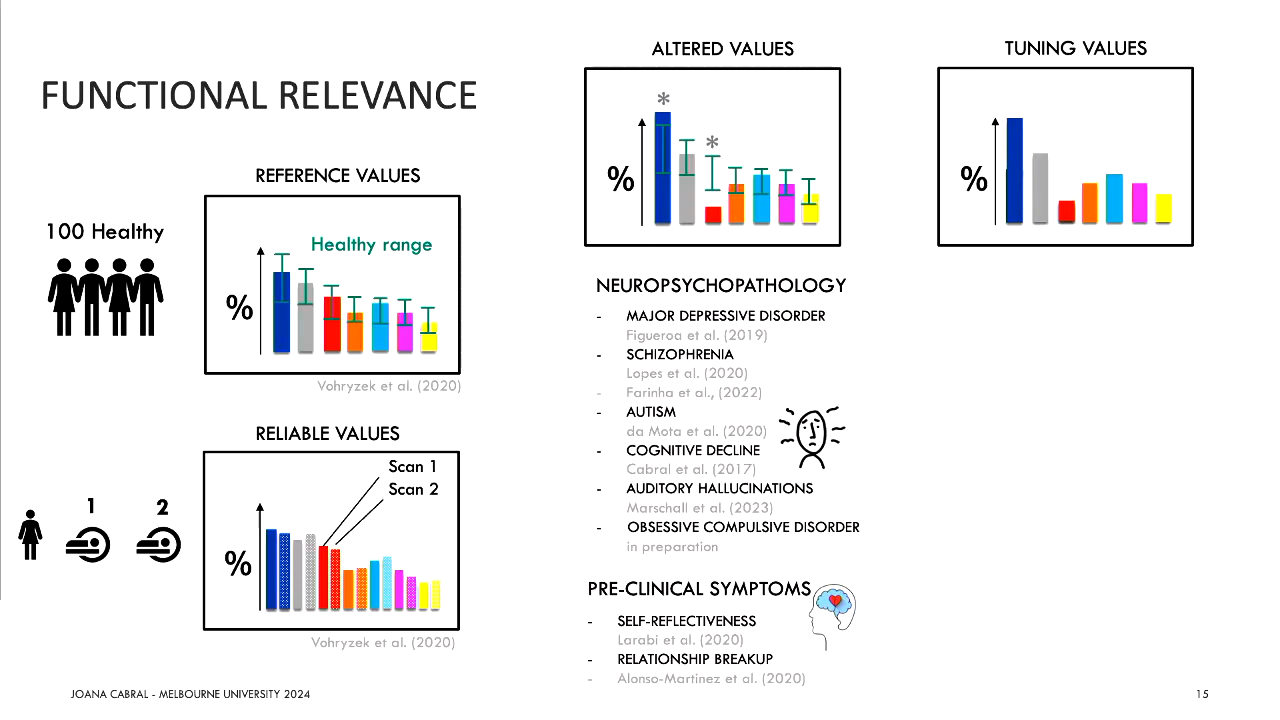 FUNCTIONAL RELEVANCE
REFERENCE VALUES
100 Healthy
Healthy range
%
Vohryzek et al. (2020)
RELIABLE VALUES
Scan 1
Scan 2
1
2
%
Vohryzek et al. (2020)
ALTERED VALUES
*
*
%
NEUROPSYCHOPATHOLOGY
- MAJOR DEPRESSIVE DISORDER
Figueroa et al. (2019)
- SCHIZOPHRENIA
Lopes et al. (2020)
- Farinha et al., (2022)
- AUTISM
da Mota et al. (2020)
- COGNITIVE DECLINE
Cabral et al. (2017)
- AUDITORY HALLUCINATIONS
Marschall et al. (2023)
- OBSESSIVE COMPULSIVE DISORDER
in preparation
PRE-CLINICAL SYMPTOMS
- SELF-REFLECTIVENESS
Larabi et al. (2020)
- RELATIONSHIP BREAKUP
- Alonso-Martinez et al. (2020)
TUNING VALUES
%
JOANA CABRAL - MELBOURNE UNIVERSITY 2024
15